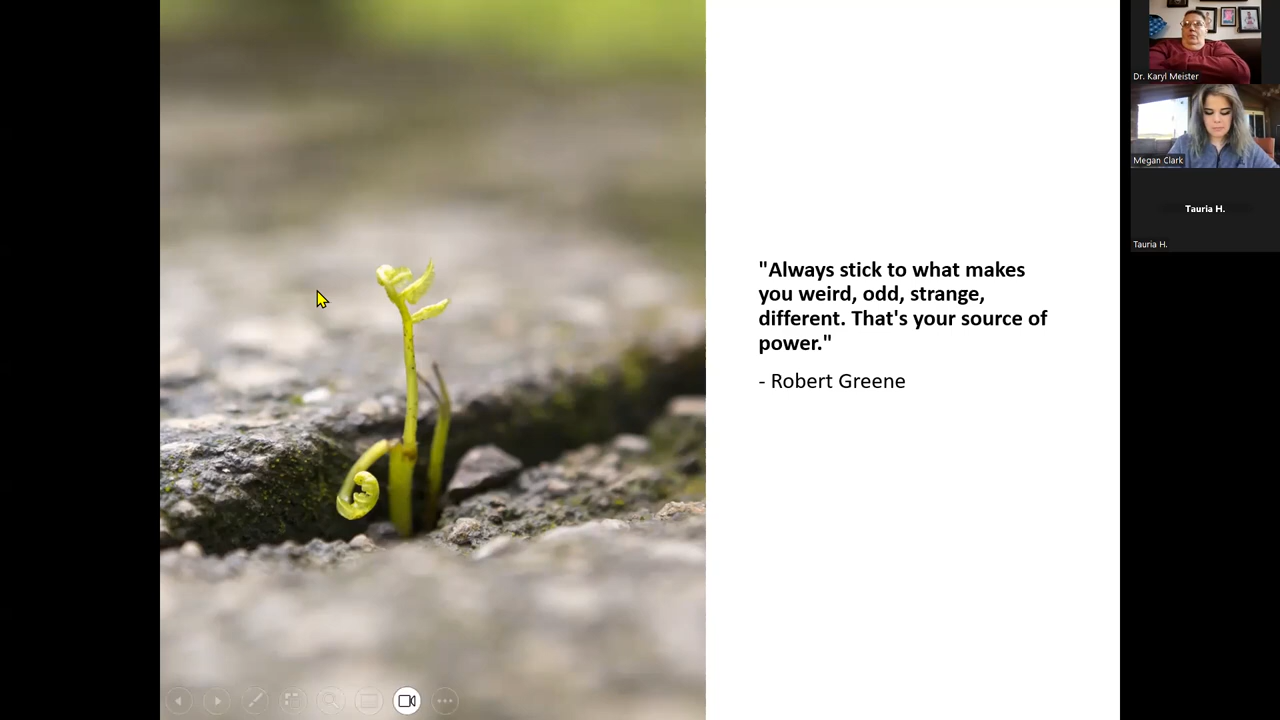 "Always stick to what makes
you weird, odd, strange,
different. That's your source of
power."
- Robert Greene
Dr. Karyl Meister
Megan Clark
Tauria H.
Tauria H.